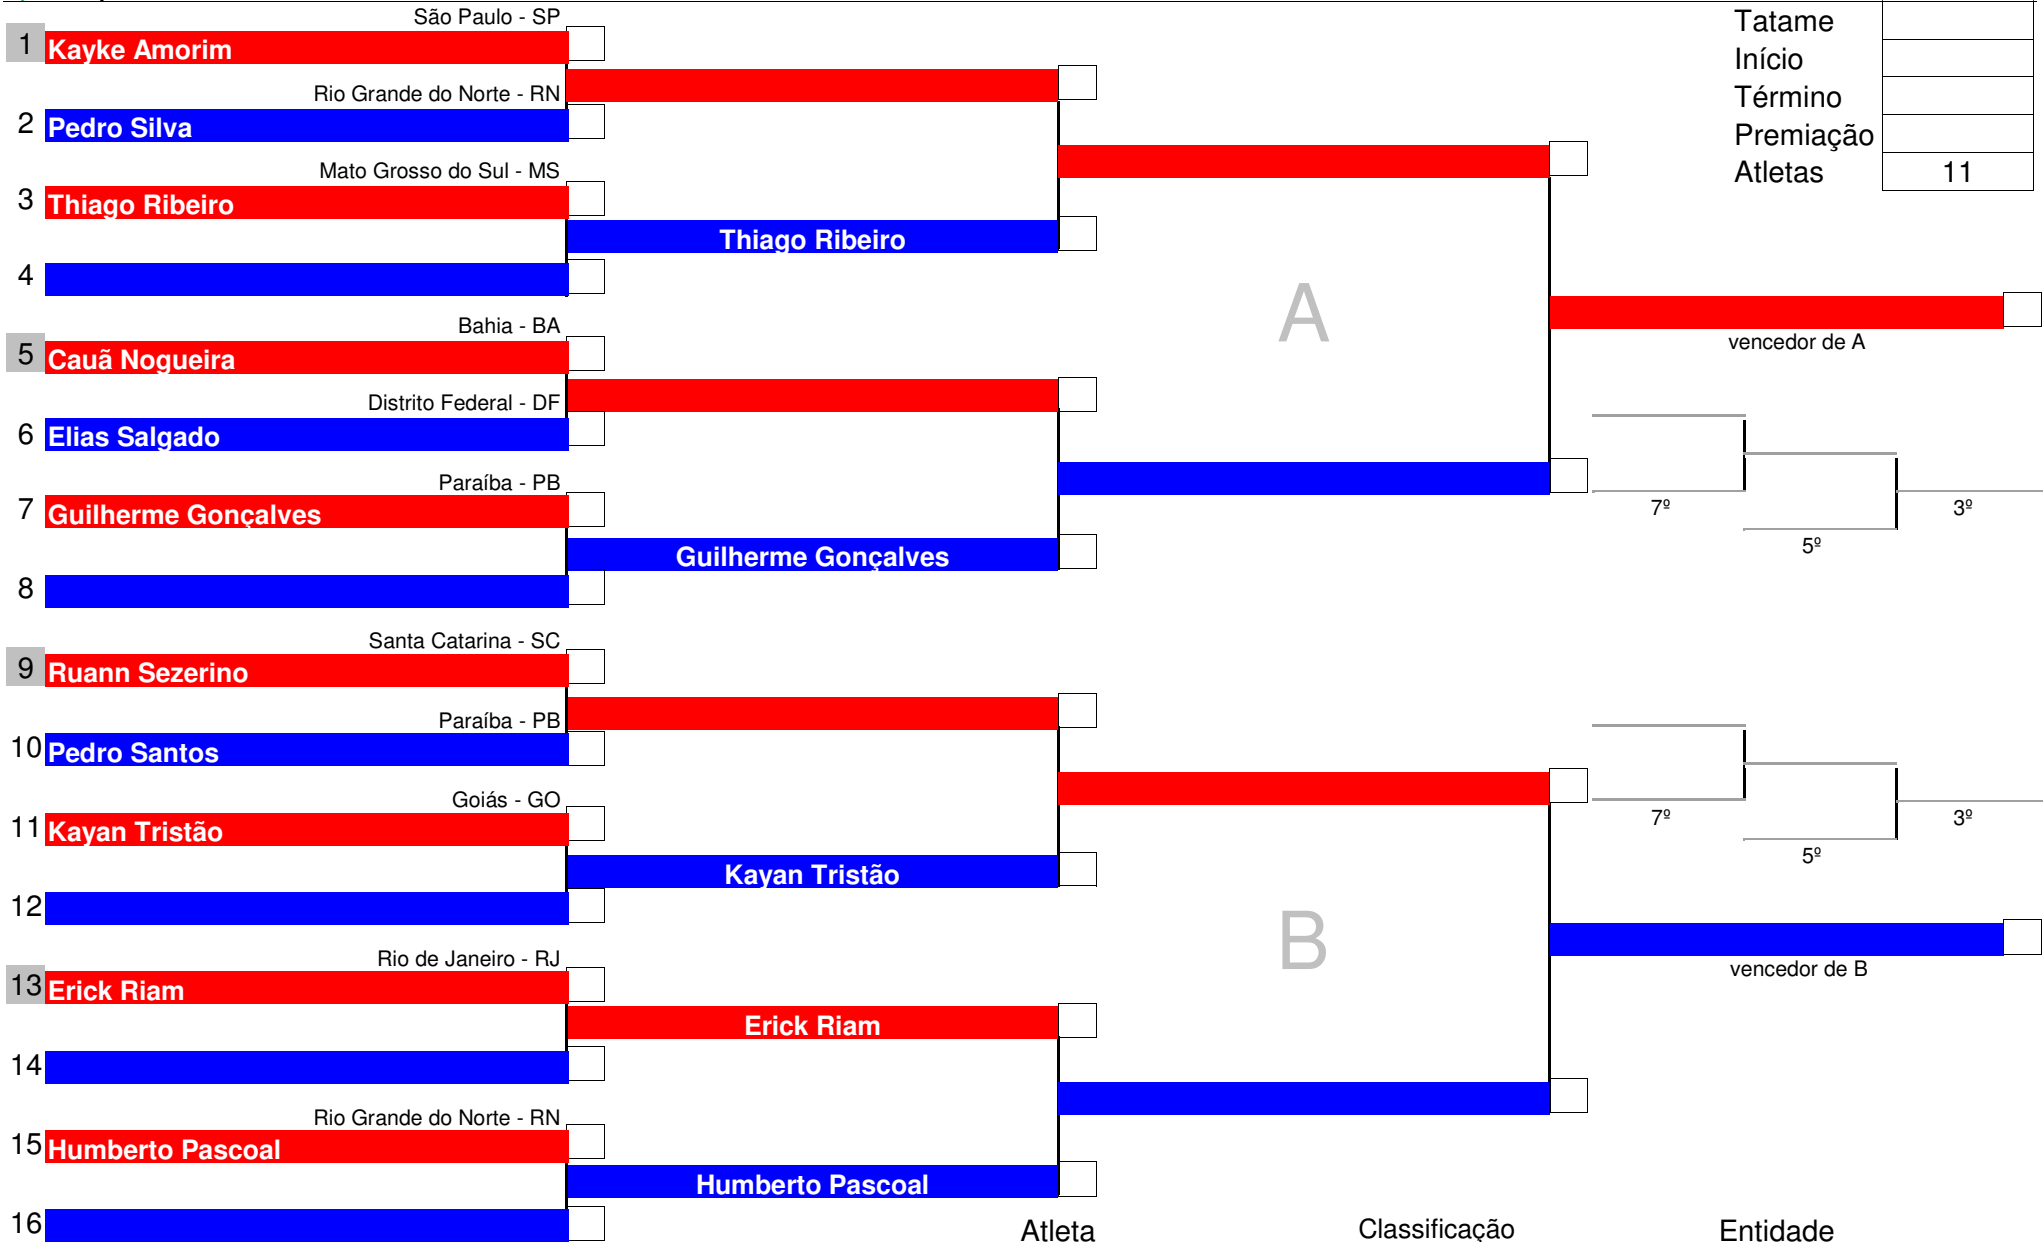 São Paulo - SP
1 Kayke Amorim
Rio Grande do Norte - RN
2 Pedro Silva
Mato Grosso do Sul - MS
3 Thiago Ribeiro
Thiago Ribeiro
4
Bahia - BA
5 Cauã Nogueira
Distrito Federal - DF
6 Elias Salgado
Paraíba - PB
7 Guilherme Gonçalves
Guilherme Gonçalves
8
Santa Catarina - SC
9 Ruann Sezerino
Paraíba - PB
10 Pedro Santos
Goiás - GO
11 Kayan Tristão
Kayan Tristão
12
Rio de Janeiro - RJ
13 Erick Riam
Erick Riam
14
Rio Grande do Norte - RN
15 Humberto Pascoal
Humberto Pascoal
16
A
B
Tatame
Início
Término
Premiação
Atletas 11
vencedor de A
7º
3º
5º
7º
3º
5º
vencedor de B
Atleta
Classificação
Entidade